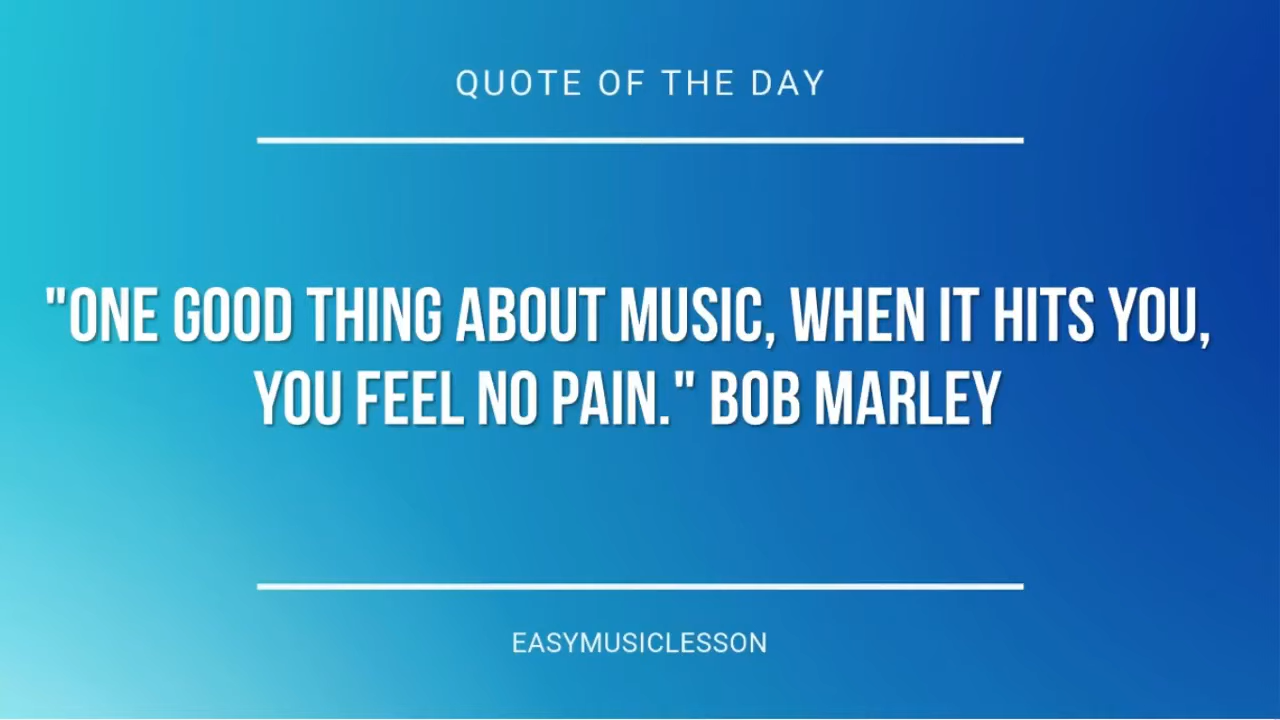 QUOTE OF THE DAY
"ONE GOOD THING ABOUT MUSIC, WHEN IT HITS YOU,
YOU FEEL NO PAIN." BOB MARLEY
EASYMUSICLESSON